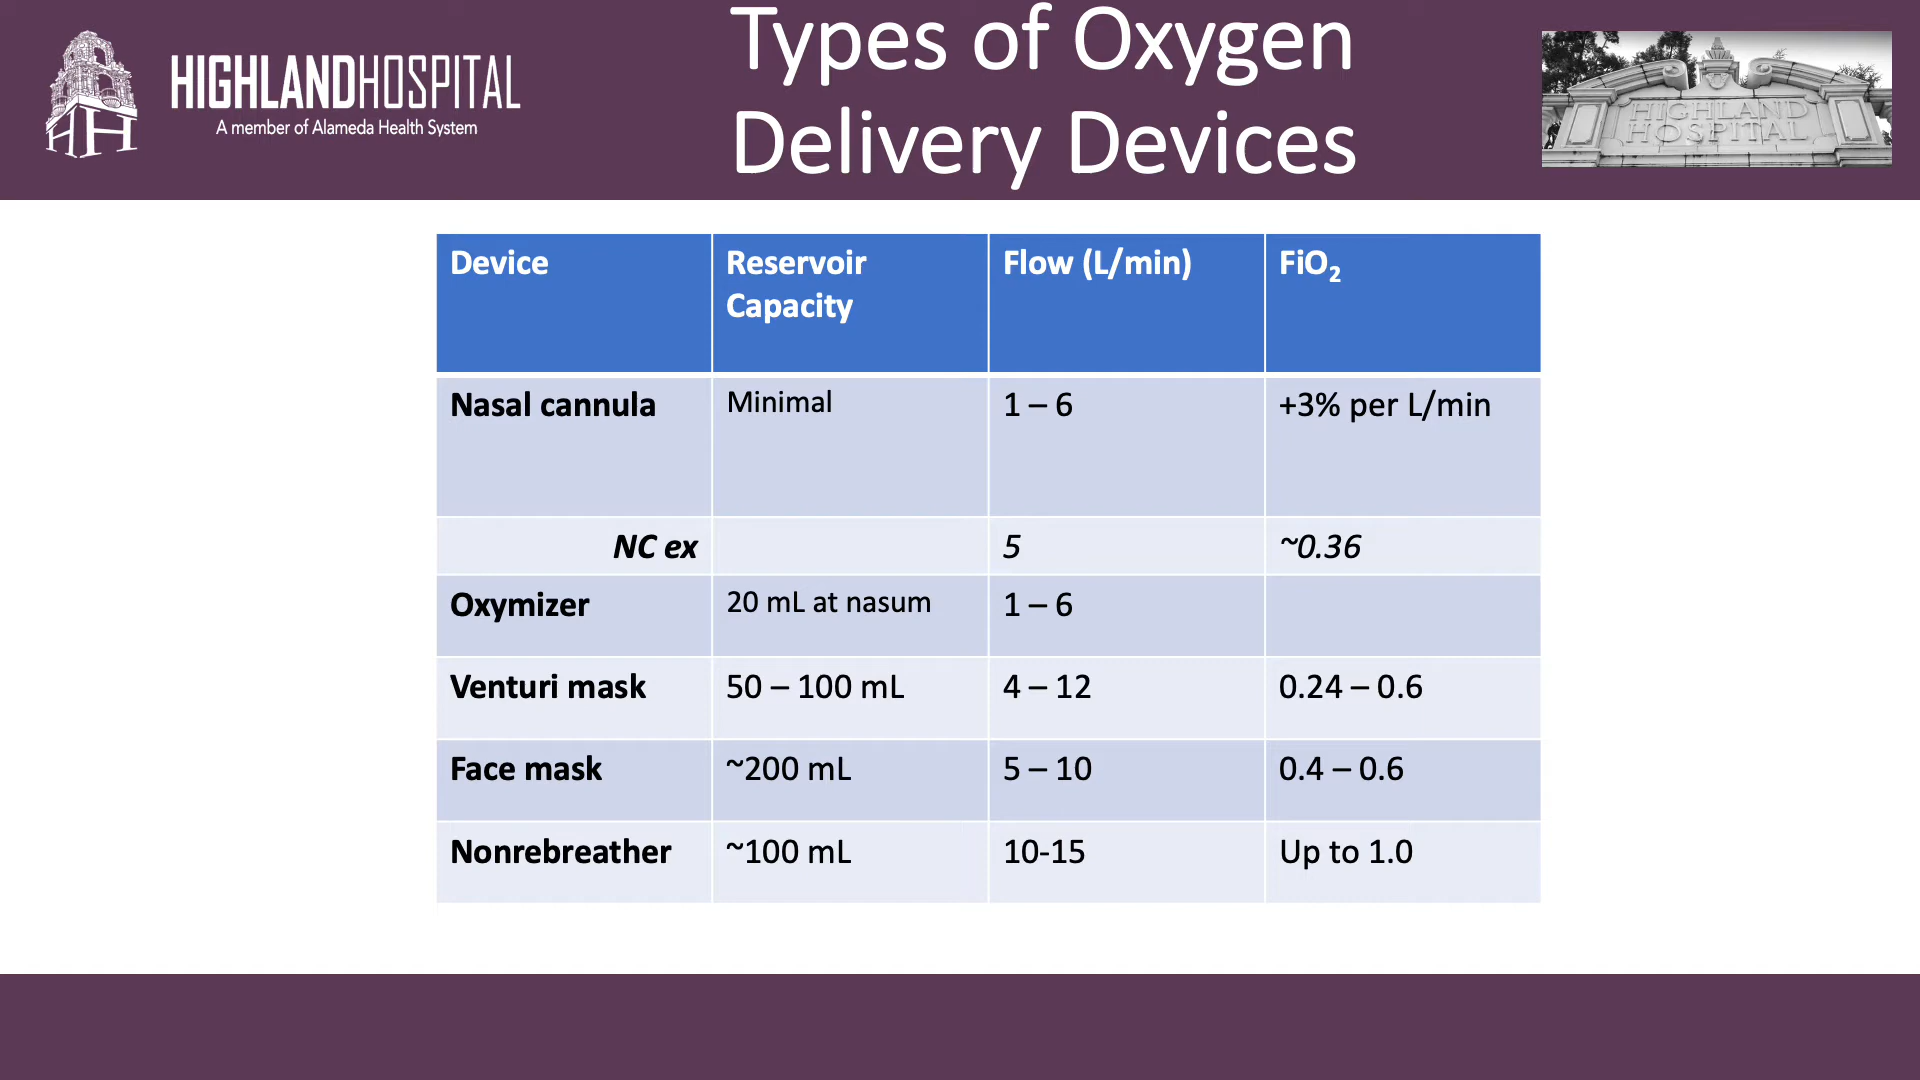 HIGHLANDHOSPITAL
A member of Alameda Health System
Types of Oxygen
Delivery Devices
HIGHLAND
HOSPITAL
Device Reservoir Capacity Flow (L/min) FiO₂
Nasal cannula Minimal 1 – 6 +3% per L/min
NC ex 5 ~0.36
Oxymizer 20 mL at nasum 1 – 6
Venturi mask 50 – 100 mL 4 – 12 0.24 – 0.6
Face mask ~200 mL 5 – 10 0.4 – 0.6
Nonrebreather ~100 mL 10-15 Up to 1.0